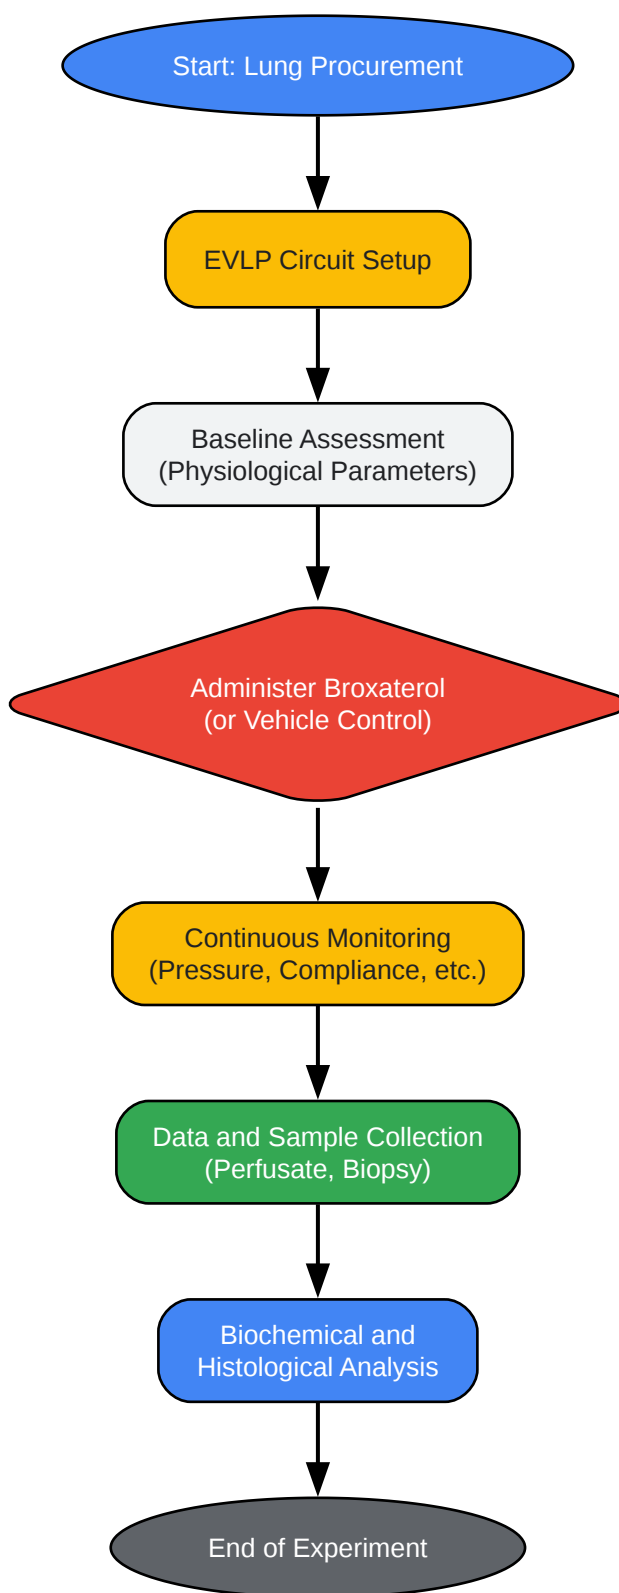 Start: Lung Procurement
EVLP Circuit Setup
Baseline Assessment
(Physiological Parameters)
Administer Broxaterol
(or Vehicle Control)
Continuous Monitoring
(Pressure, Compliance, etc.)
Data and Sample Collection
(Perfusate, Biopsy)
Biochemical and
Histological Analysis
End of Experiment